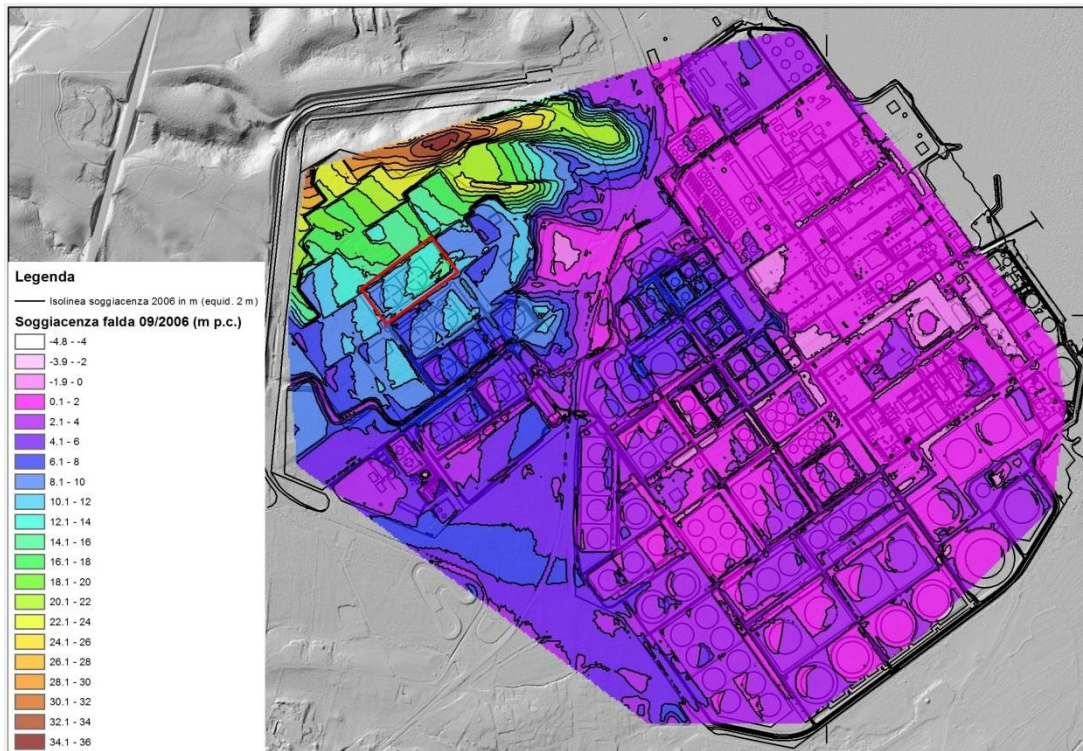 Legenda
Isolinea soggiacenza 2006 in m (equid. 2 m)
Soggiacenza falda 09/2006 (m p.c.)
-4.8 - -4
-3.9 - -2
-1.9 - 0
0.1 - 2
2.1 - 4
4.1 - 6
6.1 - 8
8.1 - 10
10.1 - 12
12.1 - 14
14.1 - 16
16.1 - 18
18.1 - 20
20.1 - 22
22.1 - 24
24.1 - 26
26.1 - 28
28.1 - 30
30.1 - 32
32.1 - 34
34.1 - 36